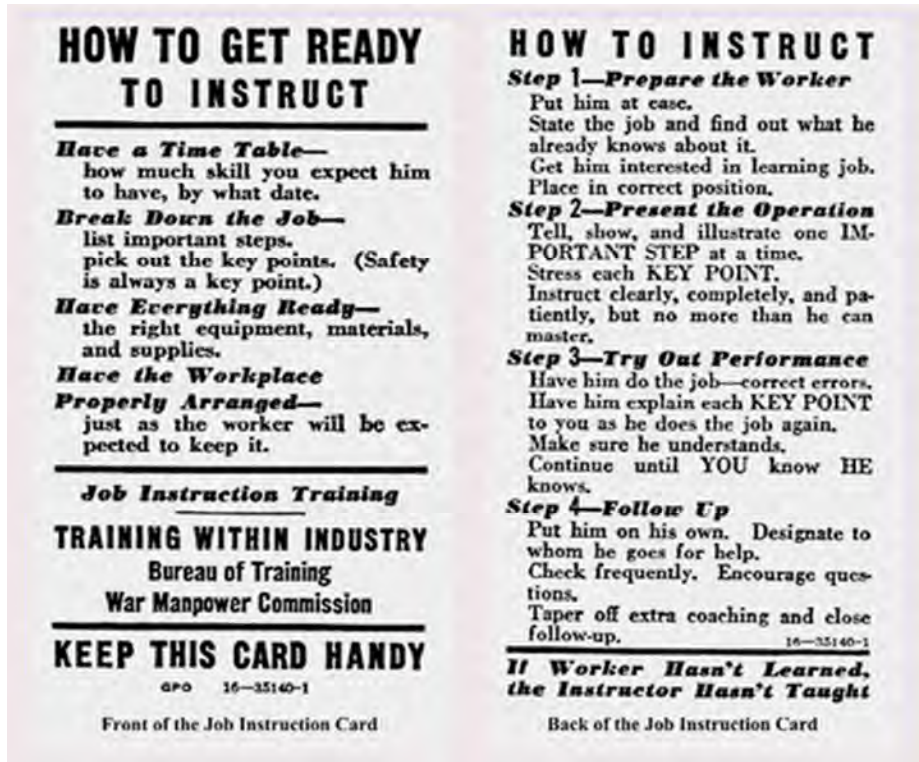 HOW TO GET READY
TO INSTRUCT
Have a Time Table—
how much skill you expect him
to have, by what date.
Break Down the Job—
list important steps.
pick out the key points. (Safety
is always a key point.)
Have Everything Ready—
the right equipment, materials,
and supplies.
Have the Workplace
Properly Arranged—
just as the worker will be ex-
pected to keep it.
Job Instruction Training
TRAINING WITHIN INDUSTRY
Bureau of Training
War Manpower Commission
KEEP THIS CARD HANDY
GPO 16—35140-1
Front of the Job Instruction Card
HOW TO INSTRUCT
Step 1—Prepare the Worker
Put him at ease.
State the job and find out what he
already knows about it.
Get him interested in learning job.
Place in correct position.
Step 2—Present the Operation
Tell, show, and illustrate one IM-
PORTANT STEP at a time.
Stress each KEY POINT.
Instruct clearly, completely, and pa-
tiently, but no more than he can
master.
Step 3—Try Out Performance
Have him do the job—correct errors.
Have him explain each KEY POINT
to you as he does the job again.
Make sure he understands.
Continue until YOU know HE
knows.
Step 4—Follow Up
Put him on his own. Designate to
whom he goes for help.
Check frequently. Encourage ques-
tions.
Taper off extra coaching and close
follow-up. 16—35140-1
If Worker Hasn't Learned,
the Instructor Hasn't Taught
Back of the Job Instruction Card